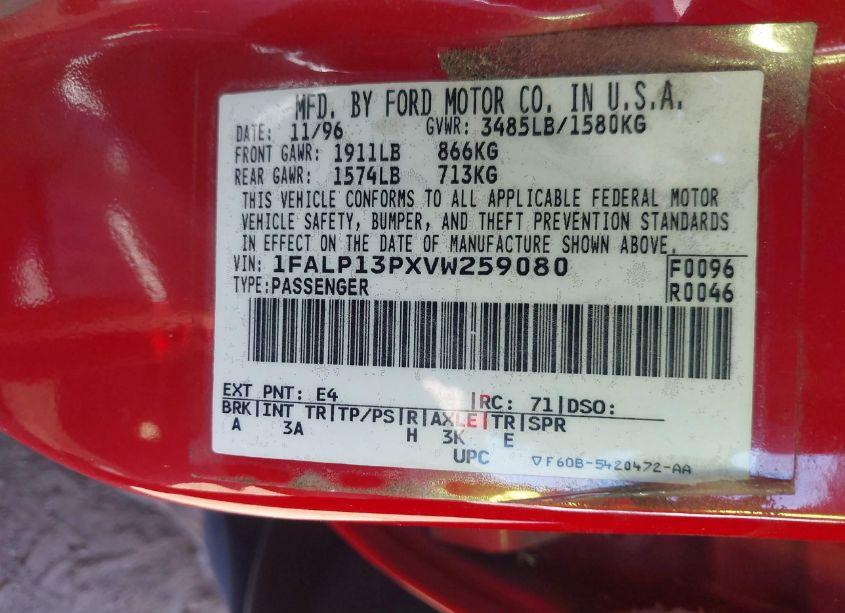 MFD. BY FORD MOTOR CO. IN U.S.A.
DATE: 11/96 GVWR: 3485LB/1580KG
FRONT GAWR: 1911LB 866KG
REAR GAWR: 1574LB 713KG
THIS VEHICLE CONFORMS TO ALL APPLICABLE FEDERAL MOTOR
VEHICLE SAFETY, BUMPER, AND THEFT PREVENTION STANDARDS
IN EFFECT ON THE DATE OF MANUFACTURE SHOWN ABOVE.
VIN: 1FALP13PXVW259080 F0096
TYPE:PASSENGER R0046
EXT PNT: E4 |RC: 71|DSO:
BRK|INT TR|TP/PS|R|AXLE|TR|SPR
A 3A H 3K E
UPC ▽F60B-5420472-AA